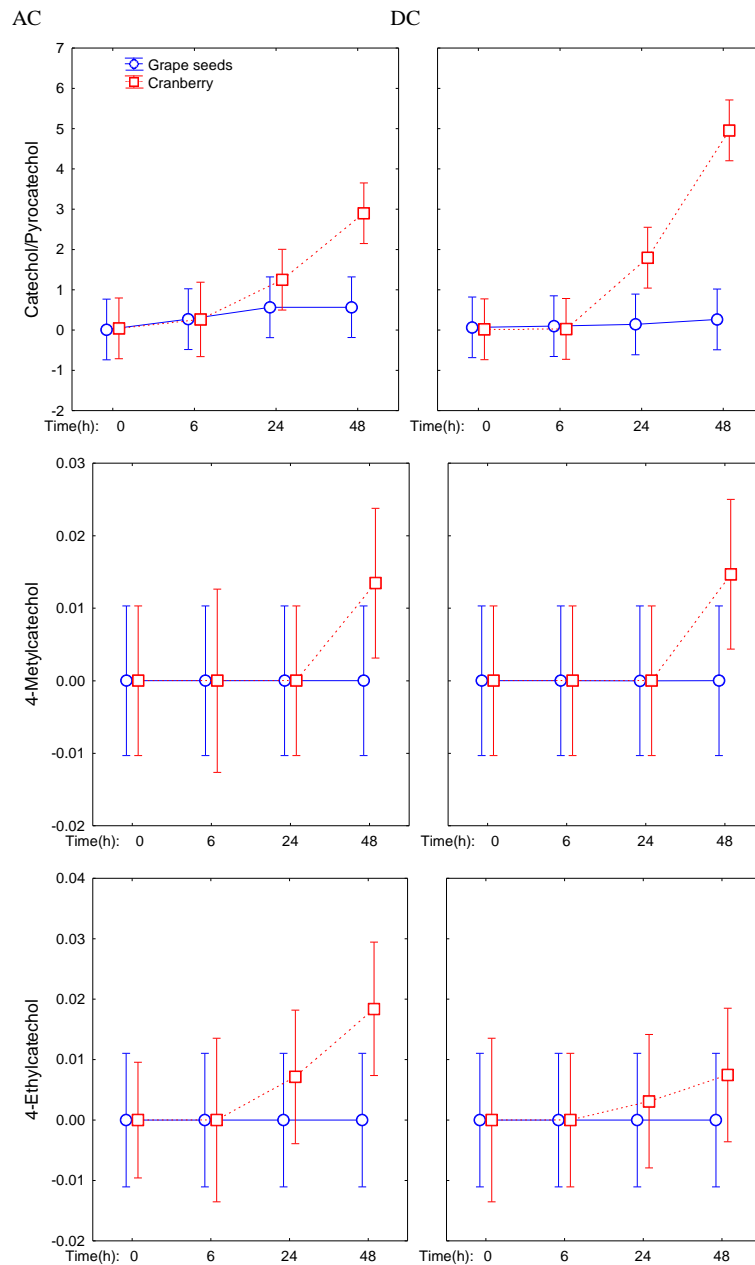 AC DC
7
6
5
4
3
2
1
0
-1
-2
Catechol/Pyrocatechol
Grape seeds
Cranberry
Time(h): 0 6 24 48
Time(h): 0 6 24 48
0.03
0.02
0.01
0.00
-0.01
-0.02
4-Metylcatechol
Time(h): 0 6 24 48
Time(h): 0 6 24 48
0.04
0.03
0.02
0.01
0.00
-0.01
-0.02
4-Ethylcatechol
Time(h): 0 6 24 48
Time(h): 0 6 24 48